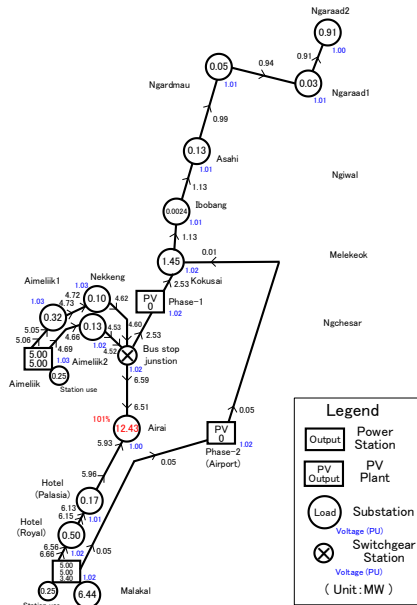 Ngaraad2
0.91
1.00
0.91
Ngardmau
0.05
0.94
1.01
0.03
Ngaraad1
1.01
0.99
0.13
Asahi
Ngiwal
1.01
1.13
0.0024
Ibobang
1.01
1.13
0.01
Melekeok
1.45
1.02
Kokusai
2.53
PV
0
Phase-1
1.02
Aimeliik1
Nekkeng
1.03
1.03
4.72
4.73
0.10
4.62
0.32
0.13
4.53
4.60
2.53
Ngchesar
5.05
5.06
4.66
4.69
1.02
4.52
Bus stop
junstion
1.02
5.00
5.00
1.03
Aimeliik2
Aimeliik
0.25
Station use
6.59
6.51
101%
12.43
Airai
1.00
5.93
PV
0
1.02
Phase-2
(Airport)
0.05
0.05
5.96
Hotel
(Palasia)
0.17
6.13
6.15
1.01
Hotel
(Royal)
0.50
6.56
6.66
1.02
0.05
5.00
5.00
3.40
1.02
0.25
Station use
6.44
Malakal
Legend
Output
Power
Station
PV
Output
PV
Plant
Load
Substation
Voltage (PU)
Switchgear
Station
Voltage (PU)
( Unit:MW )